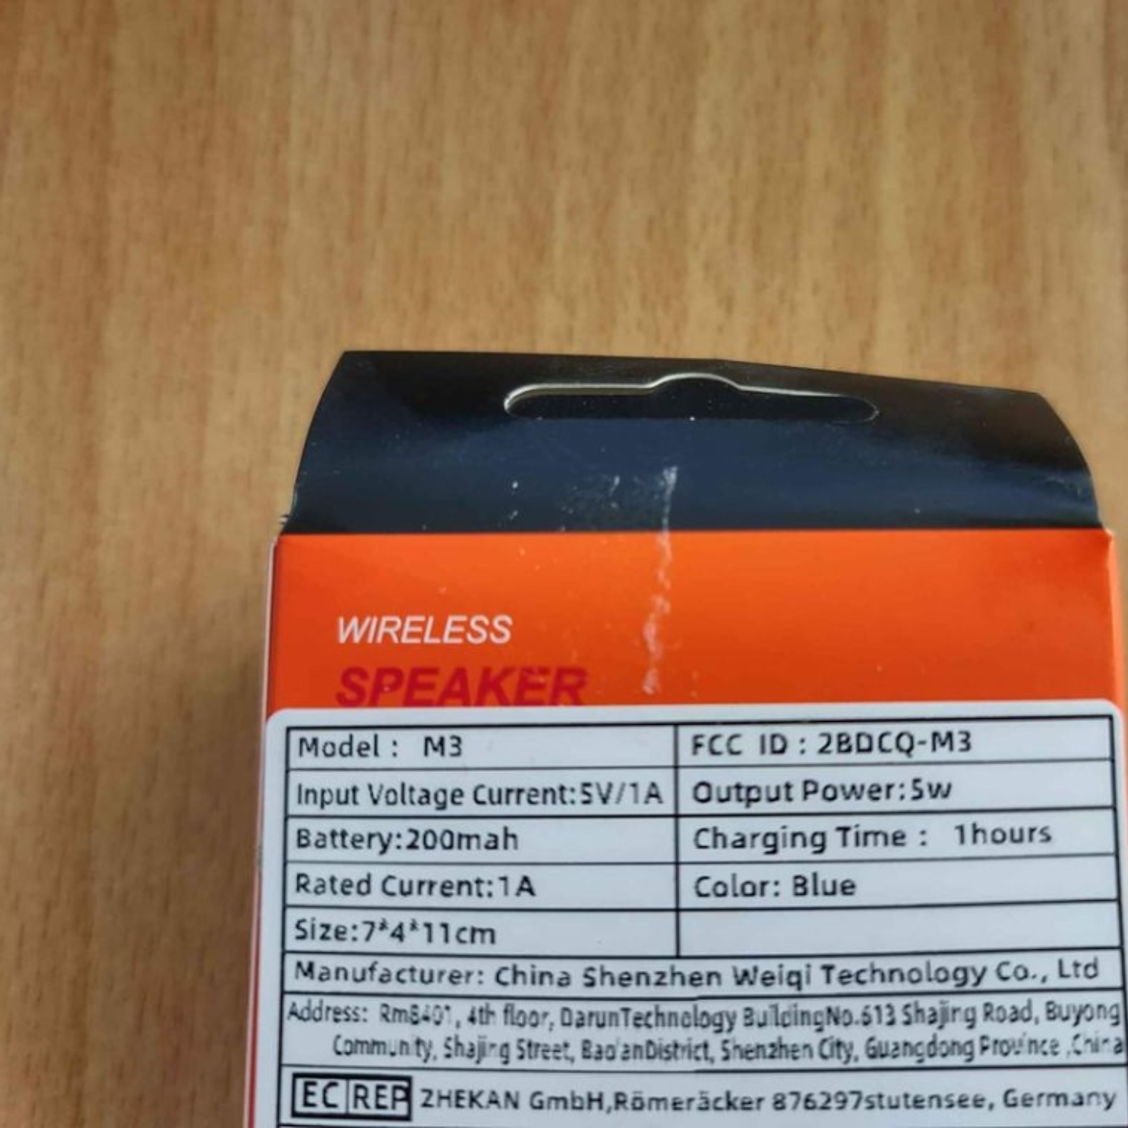 WIRELESS
SPEAKER
Model : M3
FCC ID : 2BDCQ-M3
Input Voltage Current:5V/1A
Output Power:5w
Battery:200mah
Charging Time : 1hours
Rated Current:1A
Color: Blue
Size:7*4*11cm
Manufacturer: China Shenzhen Weiqi Technology Co., Ltd
Address: 4th floor, DarunTechnology BuildingNo.613 Shajing Road, Buyong
Community, Shajing Street, Bao'anDistrict, Shenzhen City, Guangdong Province ,China
EC REP ZHEKAN GmbH,Römeräcker 876297stutensee, Germany